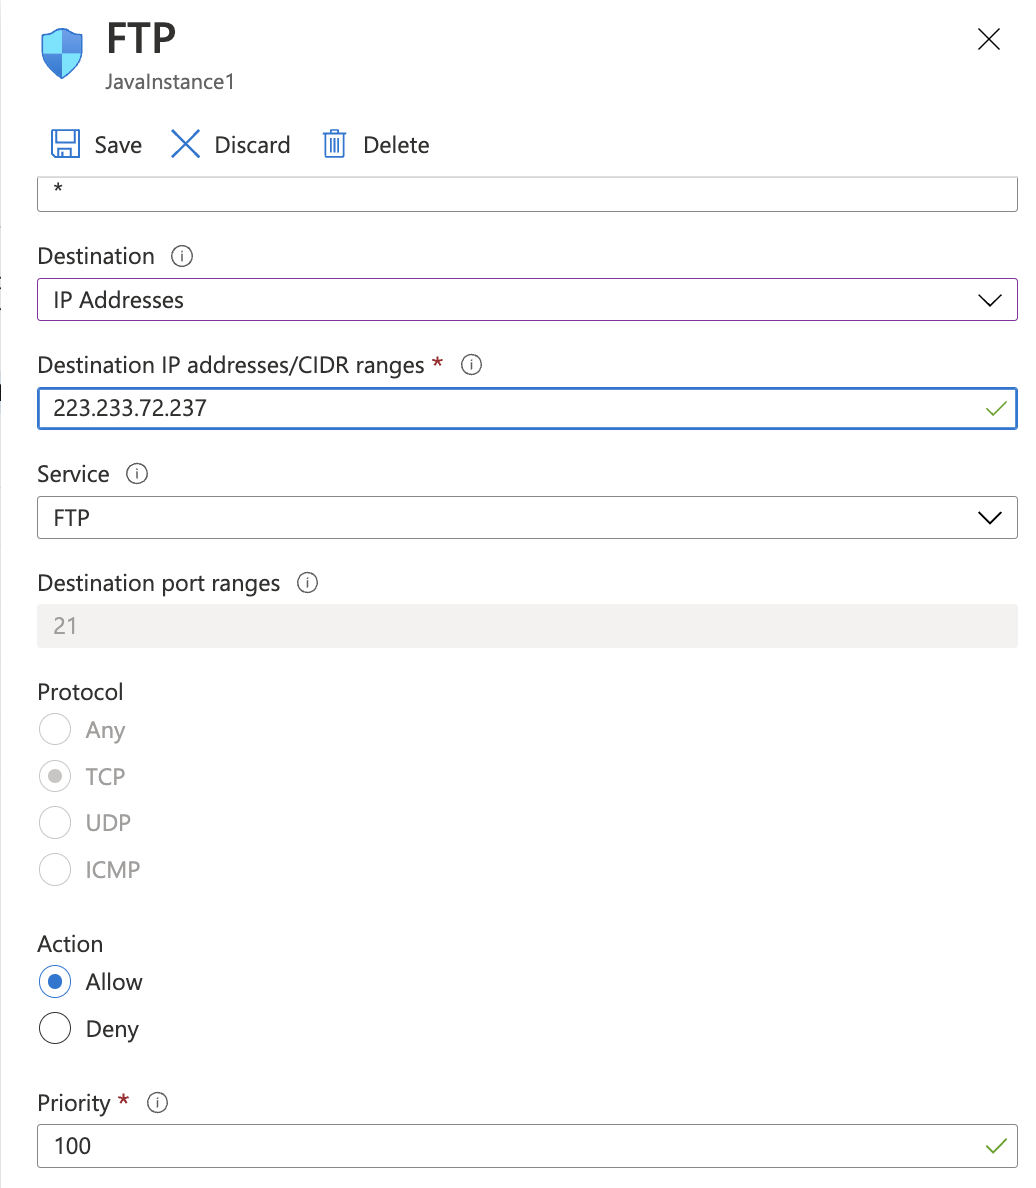 FTP
JavaInstance1
Save Discard Delete
*
Destination
IP Addresses
Destination IP addresses/CIDR ranges *
223.233.72.237
Service
FTP
Destination port ranges
21
Protocol
Any
TCP
UDP
ICMP
Action
Allow
Deny
Priority *
100